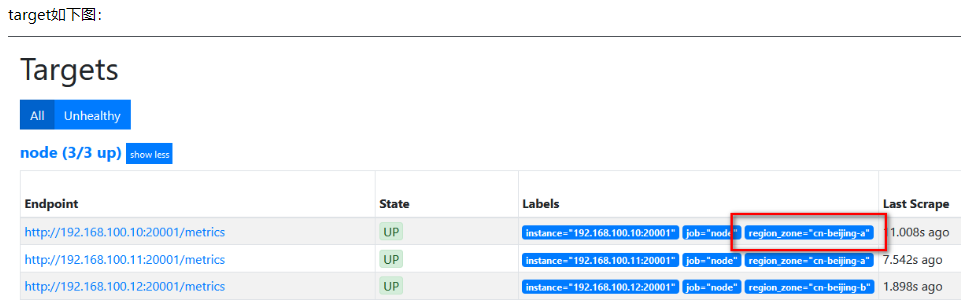 target如下图：
Targets
All Unhealthy
node (3/3 up) show less
Endpoint State Labels Last Scrape
http://192.168.100.10:20001/metrics UP instance="192.168.100.10:20001" job="node" region_zone="cn-beijing-a" 11.008s ago
http://192.168.100.11:20001/metrics UP instance="192.168.100.11:20001" job="node" region_zone="cn-beijing-a" 7.542s ago
http://192.168.100.12:20001/metrics UP instance="192.168.100.12:20001" job="node" region_zone="cn-beijing-b" 1.898s ago